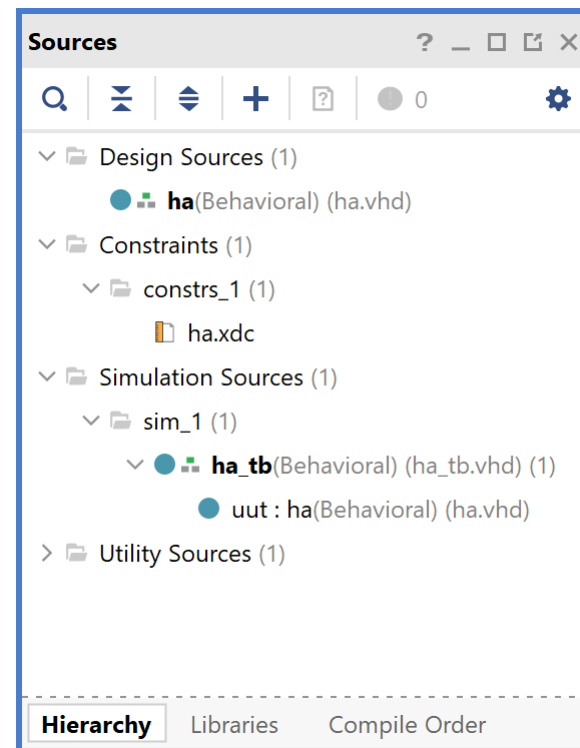 Sources
0
Design Sources (1)
ha(Behavioral) (ha.vhd)
Constraints (1)
constrs_1 (1)
ha.xdc
Simulation Sources (1)
sim_1 (1)
ha_tb(Behavioral) (ha_tb.vhd) (1)
uut : ha(Behavioral) (ha.vhd)
Utility Sources (1)
Hierarchy Libraries Compile Order